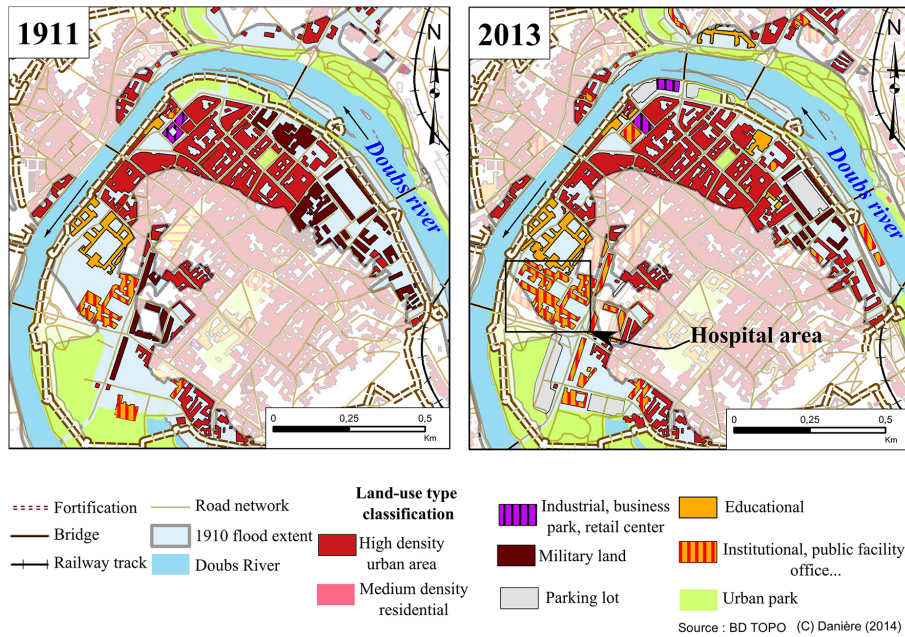 1911
N
Doubs river
0
0,25
0,5
Km
2013
N
Doubs river
Hospital area
0
0,25
0,5
Km
Fortification
Bridge
Railway track
Road network
1910 flood extent
Doubs River
Land-use type
classification
High density
urban area
Medium density
residential
Industrial, business
park, retail center
Military land
Parking lot
Educational
Institutional, public facility
office...
Urban park
Source : BD TOPO (C) Danière (2014)